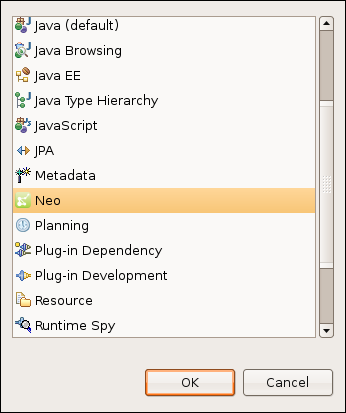 Java (default)
Java Browsing
Java EE
Java Type Hierarchy
JavaScript
JPA
Metadata
Neo
Planning
Plug-in Dependency
Plug-in Development
Resource
Runtime Spy
OK
Cancel